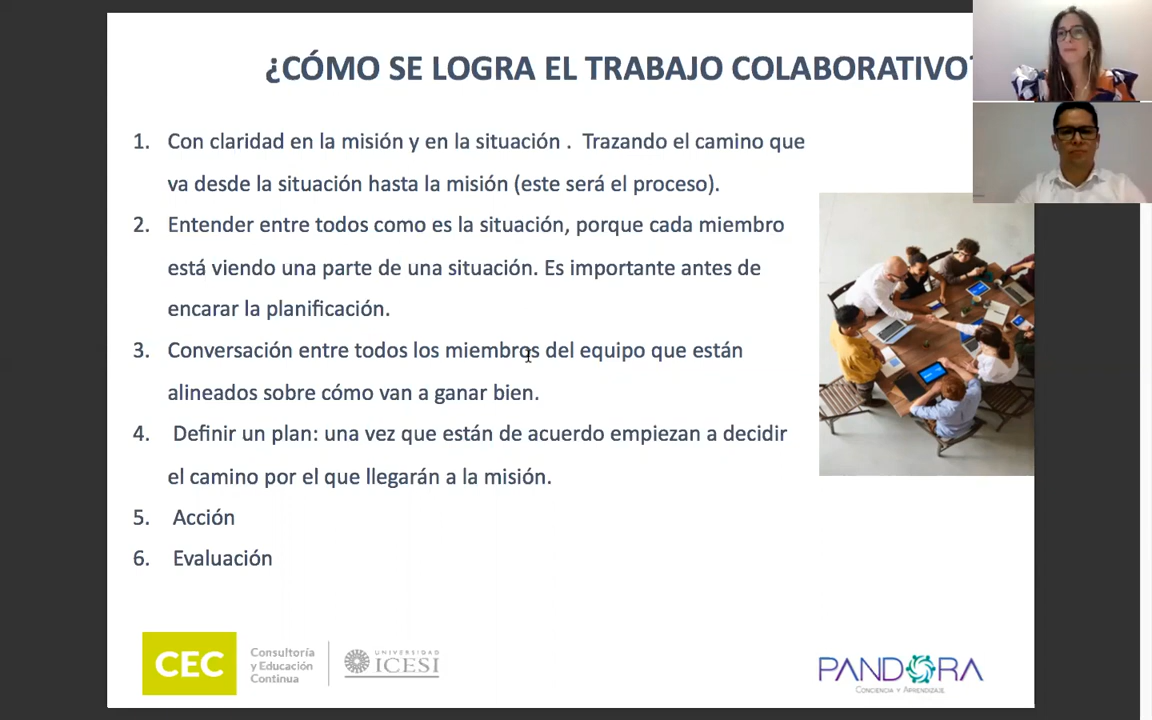 ¿CÓMO SE LOGRA EL TRABAJO COLABORATIVO?
1. Con claridad en la misión y en la situación . Trazando el camino que
va desde la situación hasta la misión (este será el proceso).
2. Entender entre todos como es la situación, porque cada miembro
está viendo una parte de una situación. Es importante antes de
encarar la planificación.
3. Conversación entre todos los miembros del equipo que están
alineados sobre cómo van a ganar bien.
4. Definir un plan: una vez que están de acuerdo empiezan a decidir
el camino por el que llegarán a la misión.
5. Acción
6. Evaluación
CEC
Consultoría
y Educación
Continua
UNIVERSIDAD
ICESI
PANDORA
CONCIENCIA Y APRENDIZAJE